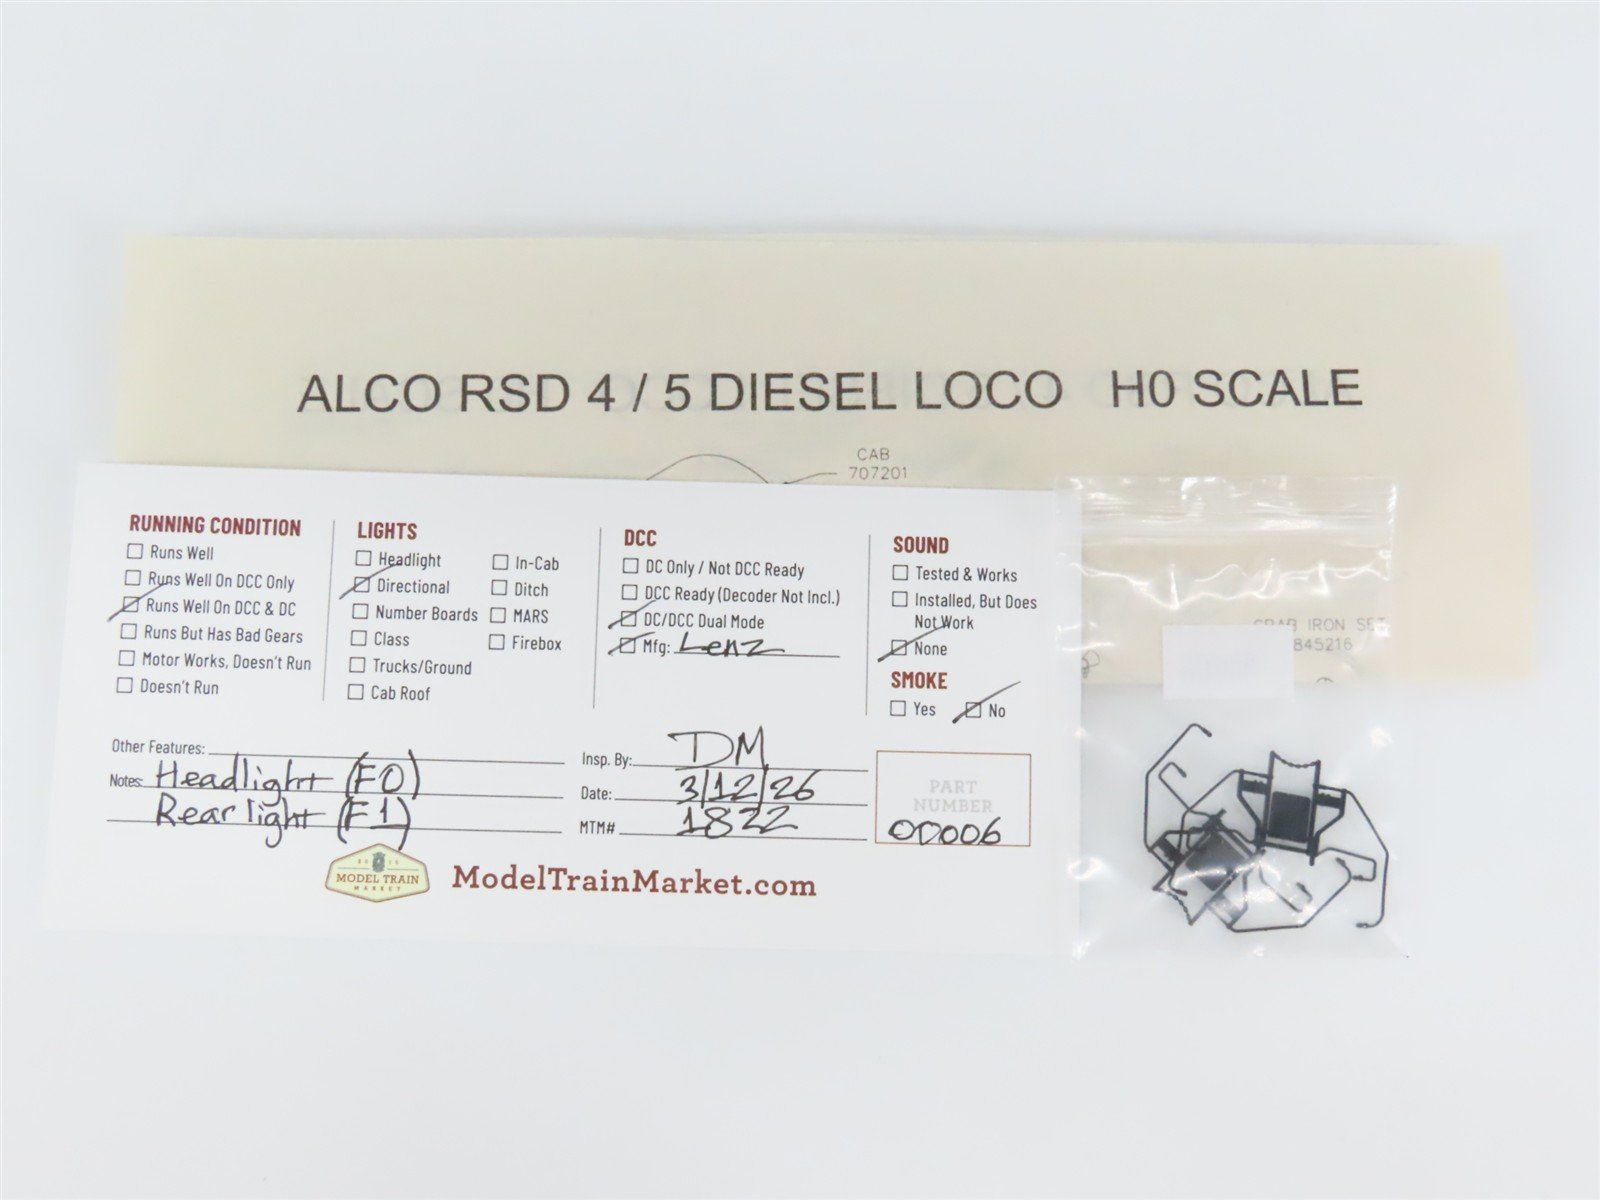 ALCO RSD 4 / 5 DIESEL LOCO H0 SCALE
CAB
707201
RUNNING CONDITION
Runs Well
Runs Well On DCC Only
Runs Well On DCC & DC
Runs But Has Bad Gears
Motor Works, Doesn't Run
Doesn't Run
LIGHTS
Headlight
Directional
Number Boards
Class
Trucks/Ground
Cab Roof
In-Cab
Ditch
MARS
Firebox
DCC
DC Only / Not DCC Ready
DCC Ready (Decoder Not Incl.)
DC/DCC Dual Mode
Mfg: Lenz
SOUND
Tested & Works
Installed, But Does
Not Work
None
SMOKE
Yes No
Other Features:
Notes: Headlight (F0)
Rear light (F1)
Insp. By: DM
Date: 3/12/26
MTM# 1822
PART
NUMBER
00006
2015
MODEL TRAIN
MARKET
ModelTrainMarket.com
GRAB IRON SET
845216